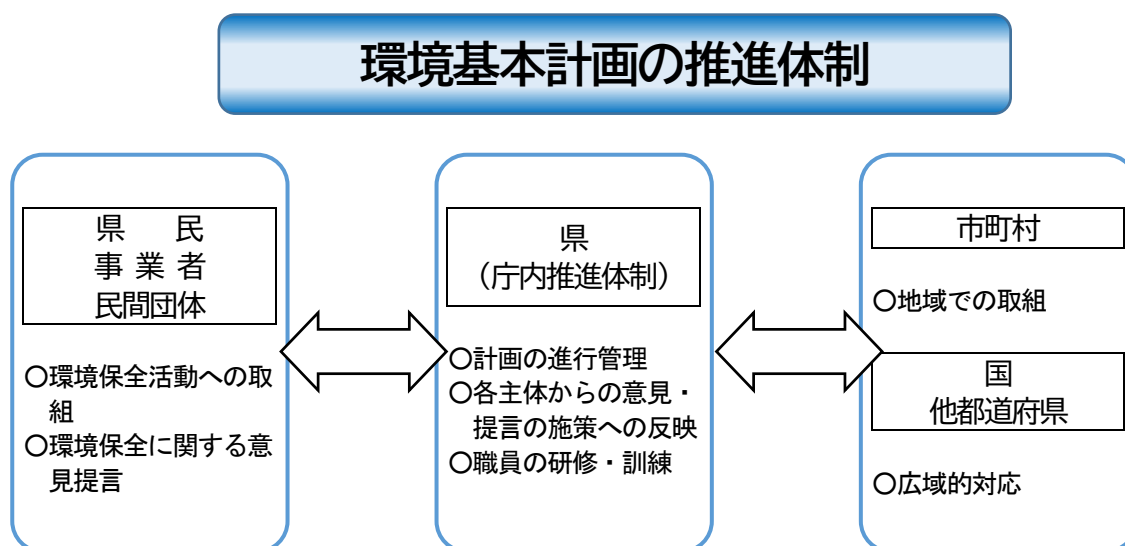 環境基本計画の推進体制
県　　民
事 業 者
民間団体
○環境保全活動への取
組
○環境保全に関する意
見提言
県
（庁内推進体制）
○計画の進行管理
○各主体からの意見・
提言の施策への反映
○職員の研修・訓練
市町村
○地域での取組
国
他都道府県
○広域的対応